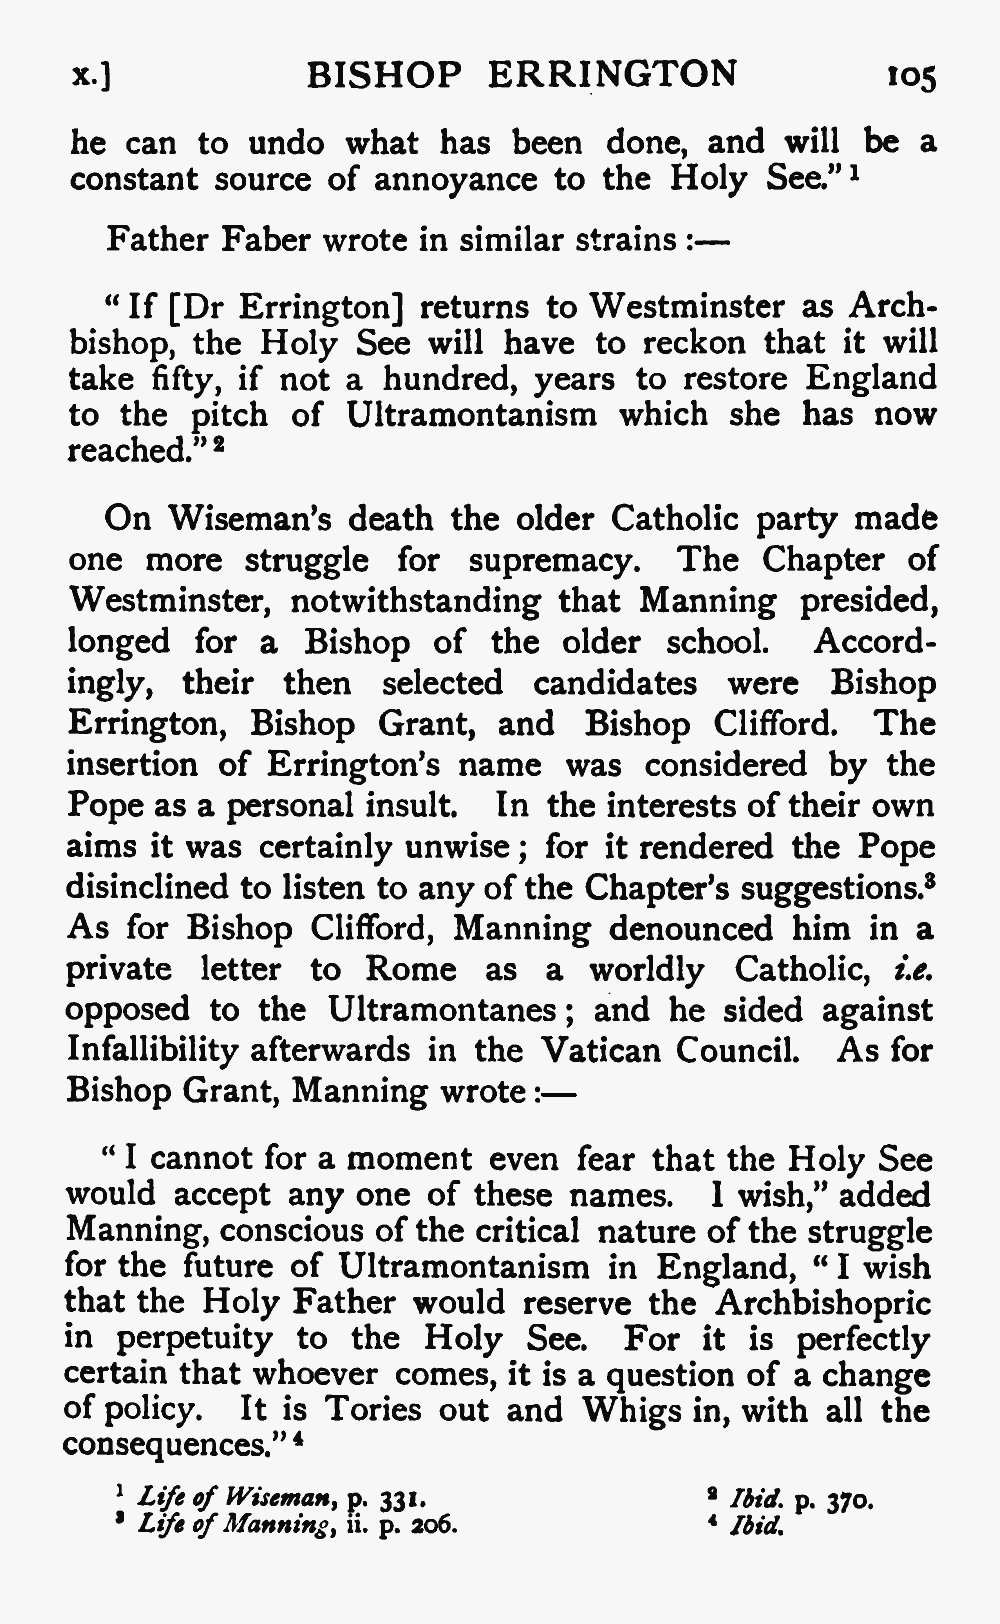 x.] BISHOP ERRINGTON 105
he can to undo what has been done, and will be a
constant source of annoyance to the Holy See." ¹
Father Faber wrote in similar strains :—
"If [Dr Errington] returns to Westminster as Arch-
bishop, the Holy See will have to reckon that it will
take fifty, if not a hundred, years to restore England
to the pitch of Ultramontanism which she has now
reached." ²
On Wiseman's death the older Catholic party made
one more struggle for supremacy. The Chapter of
Westminster, notwithstanding that Manning presided,
longed for a Bishop of the older school. Accord-
ingly, their then selected candidates were Bishop
Errington, Bishop Grant, and Bishop Clifford. The
insertion of Errington's name was considered by the
Pope as a personal insult. In the interests of their own
aims it was certainly unwise ; for it rendered the Pope
disinclined to listen to any of the Chapter's suggestions.³
As for Bishop Clifford, Manning denounced him in a
private letter to Rome as a worldly Catholic, i.e.
opposed to the Ultramontanes ; and he sided against
Infallibility afterwards in the Vatican Council. As for
Bishop Grant, Manning wrote :—
"I cannot for a moment even fear that the Holy See
would accept any one of these names. I wish," added
Manning, conscious of the critical nature of the struggle
for the future of Ultramontanism in England, "I wish
that the Holy Father would reserve the Archbishopric
in perpetuity to the Holy See. For it is perfectly
certain that whoever comes, it is a question of a change
of policy. It is Tories out and Whigs in, with all the
consequences." ⁴
¹ Life of Wiseman, p. 331. ² Ibid. p. 370.
³ Life of Manning, ii. p. 206. ⁴ Ibid.